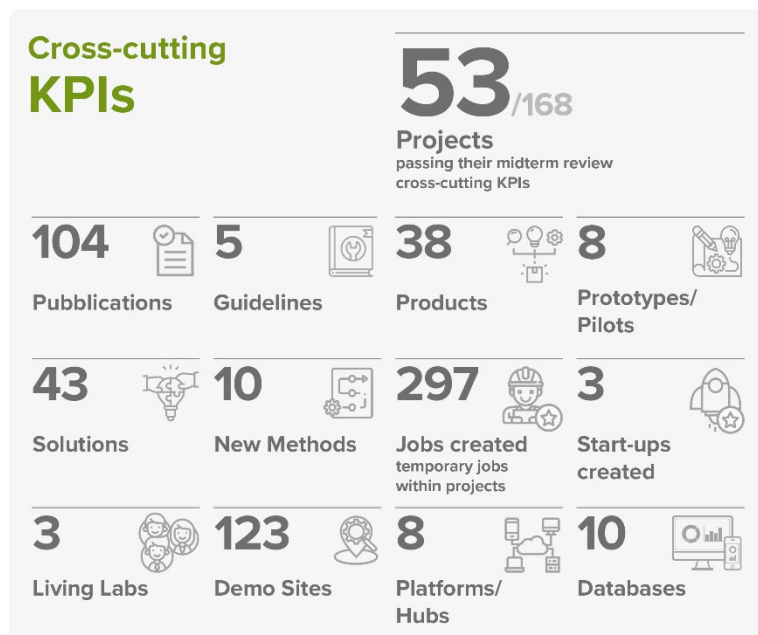 Cross-cutting
KPIs
53/168
Projects
passing their midterm review
cross-cutting KPIs
104
Pubblications
5
Guidelines
38
Products
8
Prototypes/
Pilots
43
Solutions
10
New Methods
297
Jobs created
temporary jobs
within projects
3
Start-ups
created
3
Living Labs
123
Demo Sites
8
Platforms/
Hubs
10
Databases